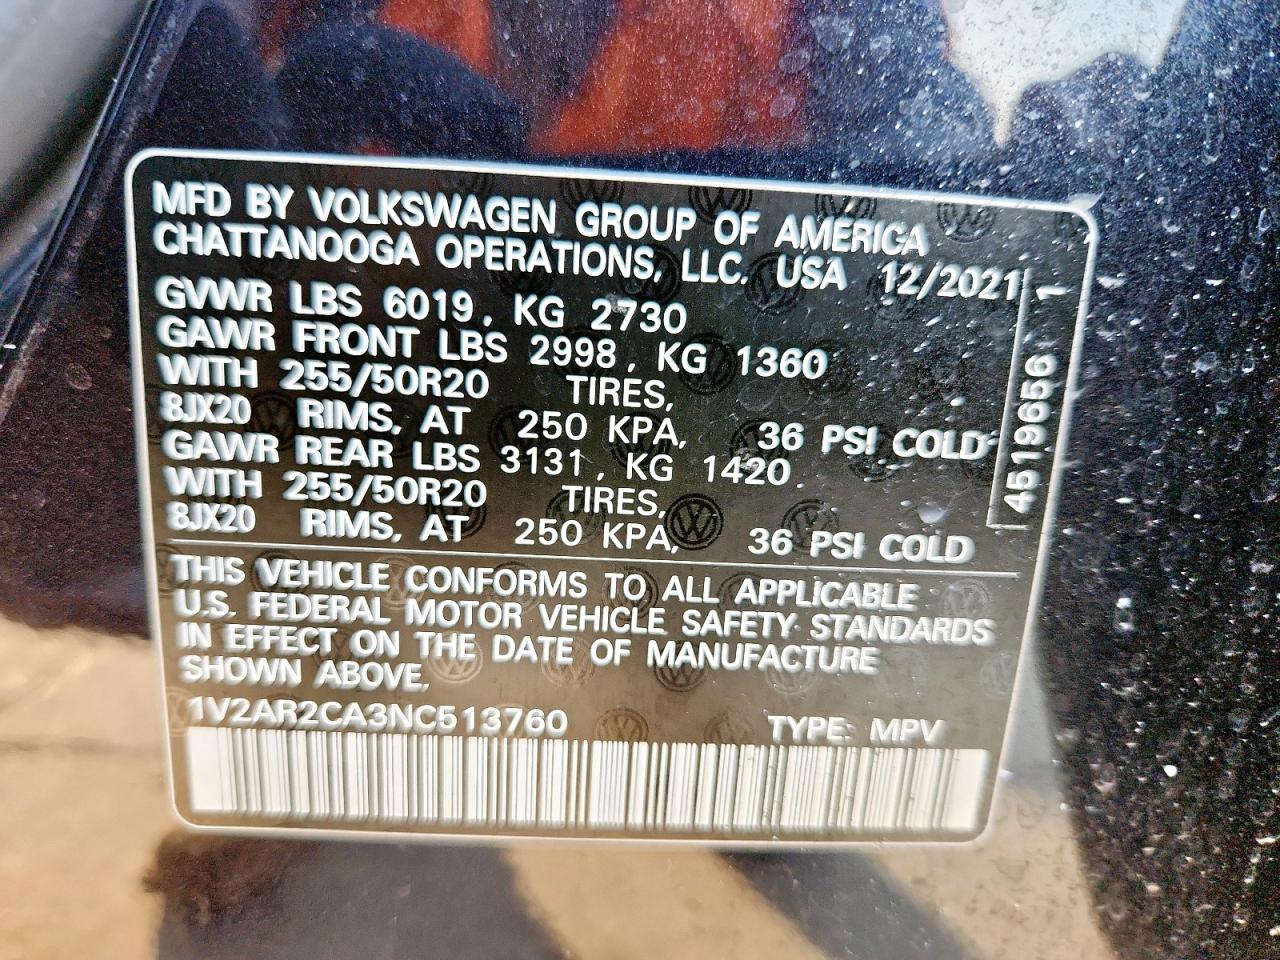 MFD BY VOLKSWAGEN GROUP OF AMERICA
CHATTANOOGA OPERATIONS, LLC. USA 12/2021
GVWR LBS 6019, KG 2730
GAWR FRONT LBS 2998, KG 1360
WITH 255/50R20 TIRES,
8JX20 RIMS, AT 250 KPA, 36 PSI COLD
GAWR REAR LBS 3131, KG 1420
WITH 255/50R20 TIRES,
8JX20 RIMS, AT 250 KPA, 36 PSI COLD
4519656 1
THIS VEHICLE CONFORMS TO ALL APPLICABLE
U.S. FEDERAL MOTOR VEHICLE SAFETY STANDARDS
IN EFFECT ON THE DATE OF MANUFACTURE
SHOWN ABOVE.
1V2AR2CA3NC513760 TYPE: MPV